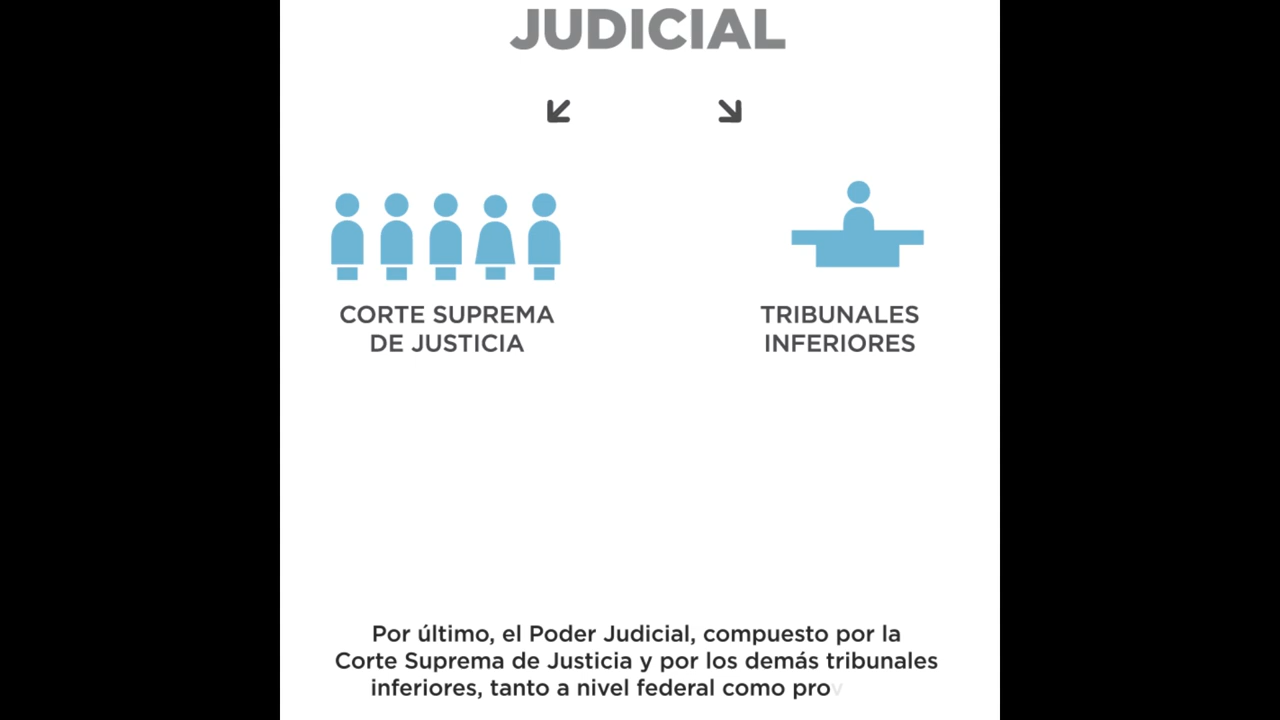 JUDICIAL
CORTE SUPREMA
DE JUSTICIA
TRIBUNALES
INFERIORES
Por último, el Poder Judicial, compuesto por la
Corte Suprema de Justicia y por los demás tribunales
inferiores, tanto a nivel federal como prov